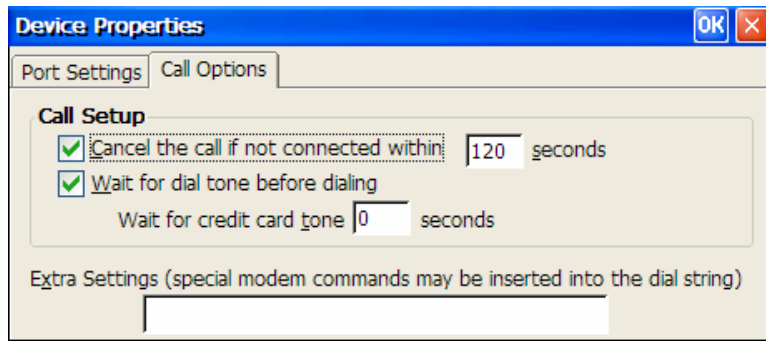 Device Properties OK
Port Settings Call Options
Call Setup
Cancel the call if not connected within 120 seconds
Wait for dial tone before dialing
Wait for credit card tone 0 seconds
Extra Settings (special modem commands may be inserted into the dial string)